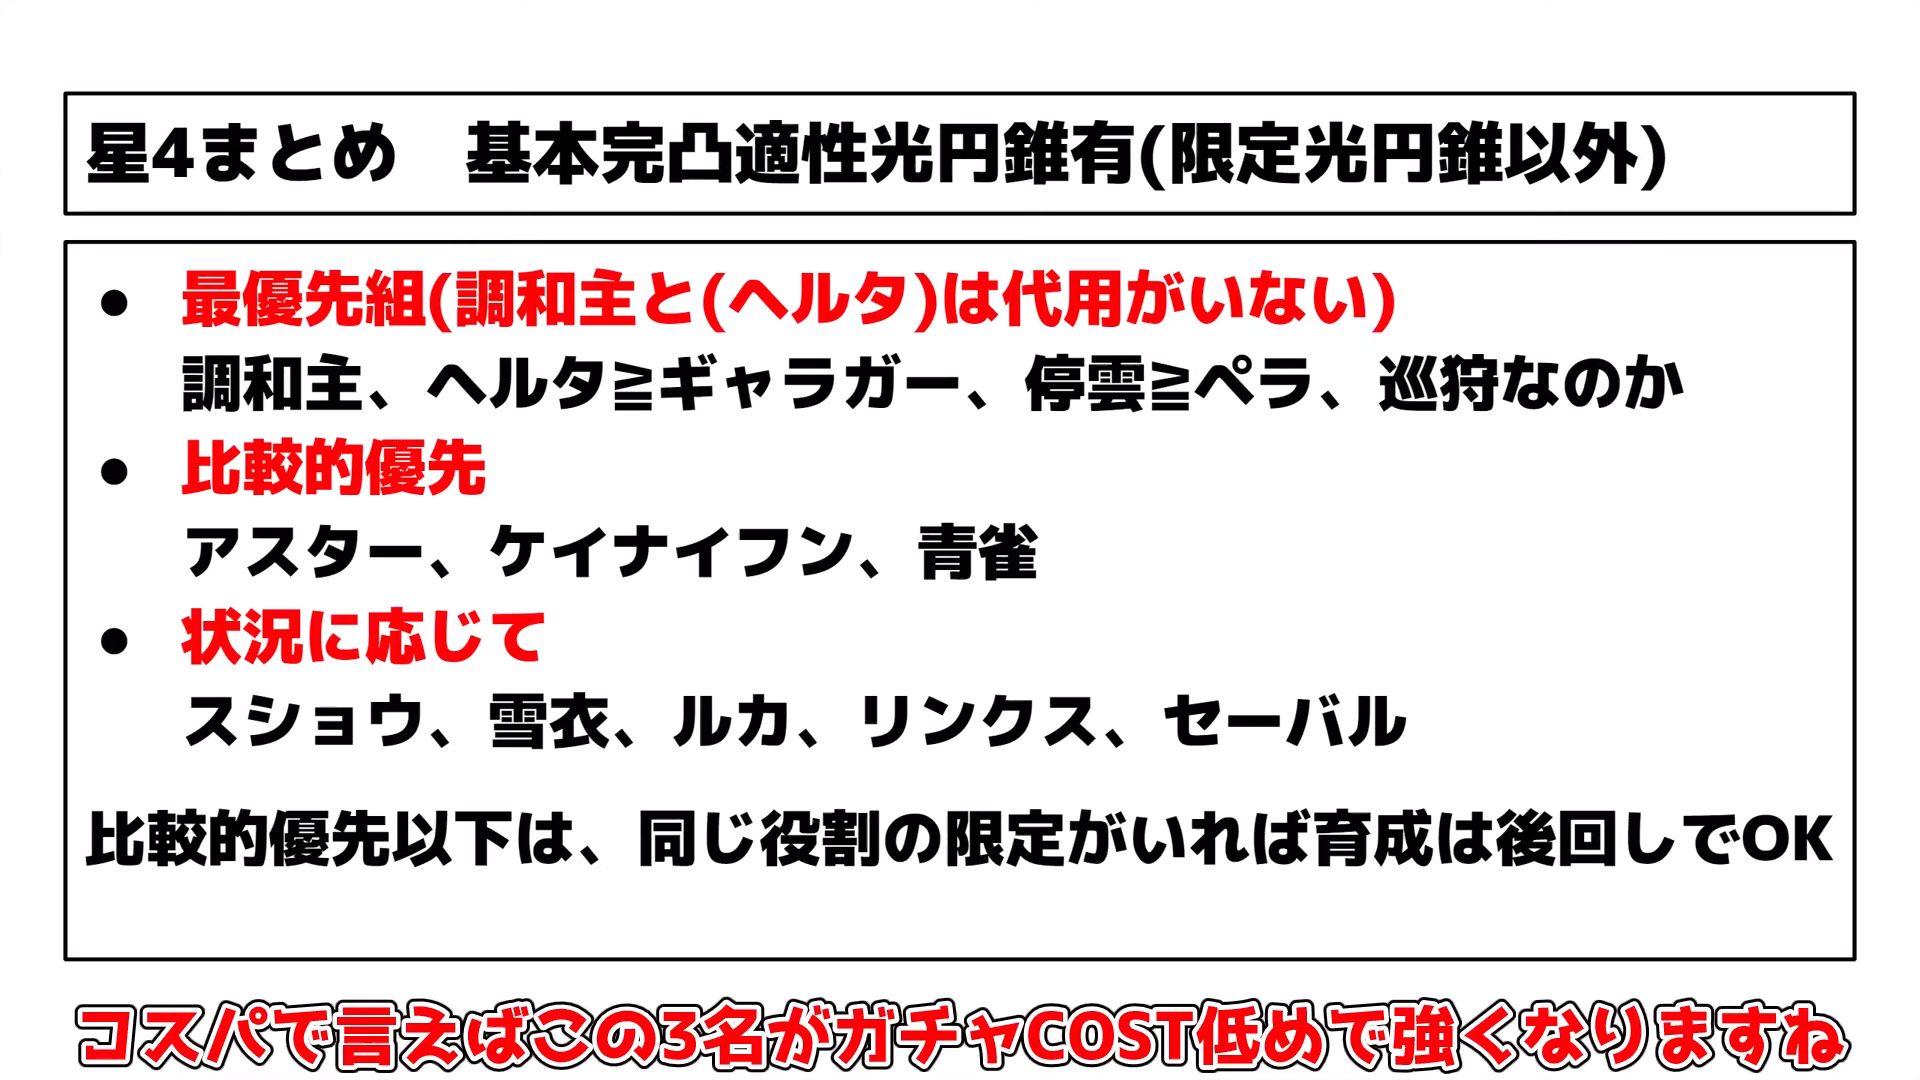 星4まとめ　基本完凸適性光円錐有(限定光円錐以外)
● 最優先組(調和主と(ヘルタ)は代用がいない)
調和主、ヘルタ≧ギャラガー、停雲≧ペラ、巡狩なのか
● 比較的優先
アスター、ケイナイフン、青雀
● 状況に応じて
スショウ、雪衣、ルカ、リンクス、セーバル
比較的優先以下は、同じ役割の限定がいれば育成は後回しでOK
コスパで言えばこの3名がガチャCOST低めで強くなりますね